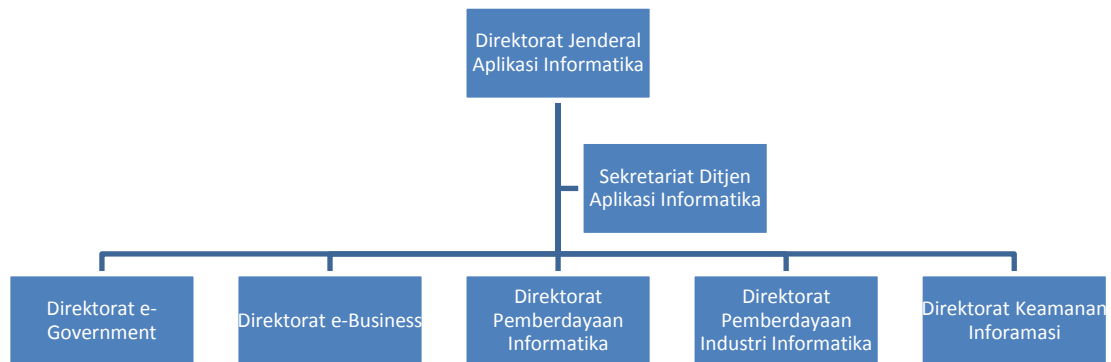 Direktorat Jenderal
Aplikasi Informatika
Sekretariat Ditjen
Aplikasi Informatika
Direktorat e-
Government
Direktorat e-Business
Direktorat
Pemberdayaan
Informatika
Direktorat
Pemberdayaan
Industri Informatika
Direktorat Keamanan
Inforamasi